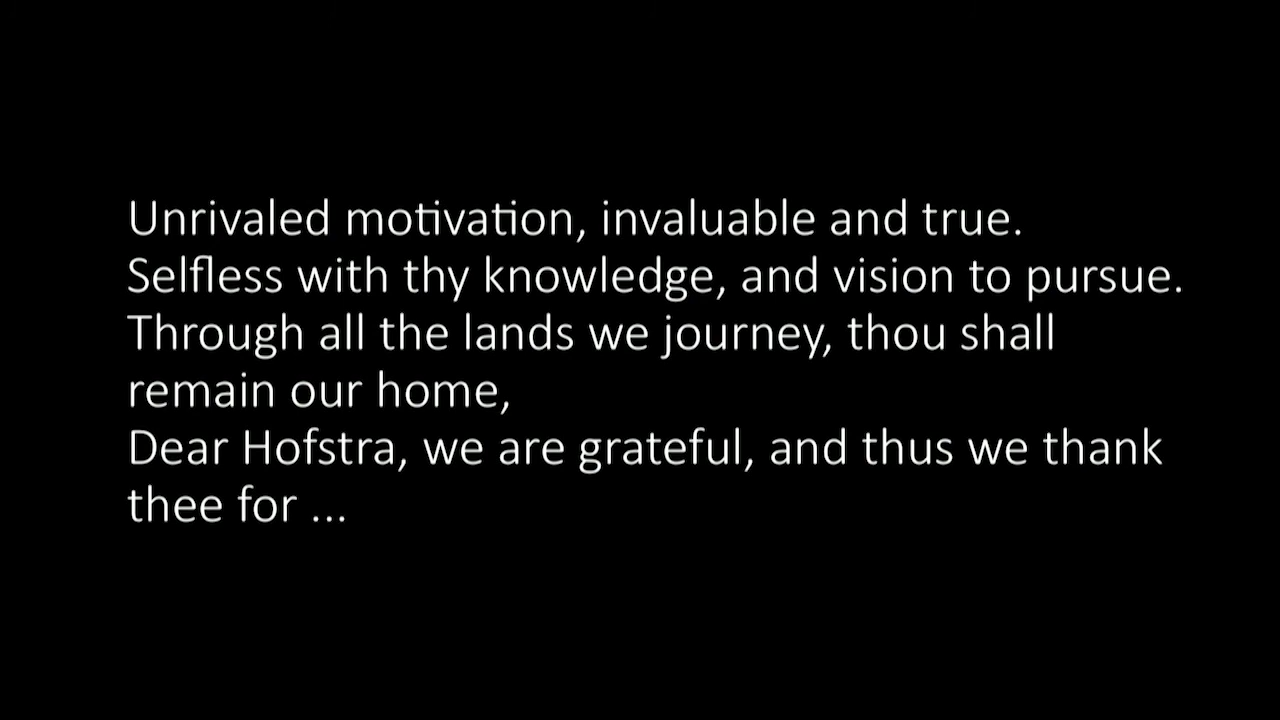 Unrivaled motivation, invaluable and true.
Selfless with thy knowledge, and vision to pursue.
Through all the lands we journey, thou shall
remain our home,
Dear Hofstra, we are grateful, and thus we thank
thee for ...